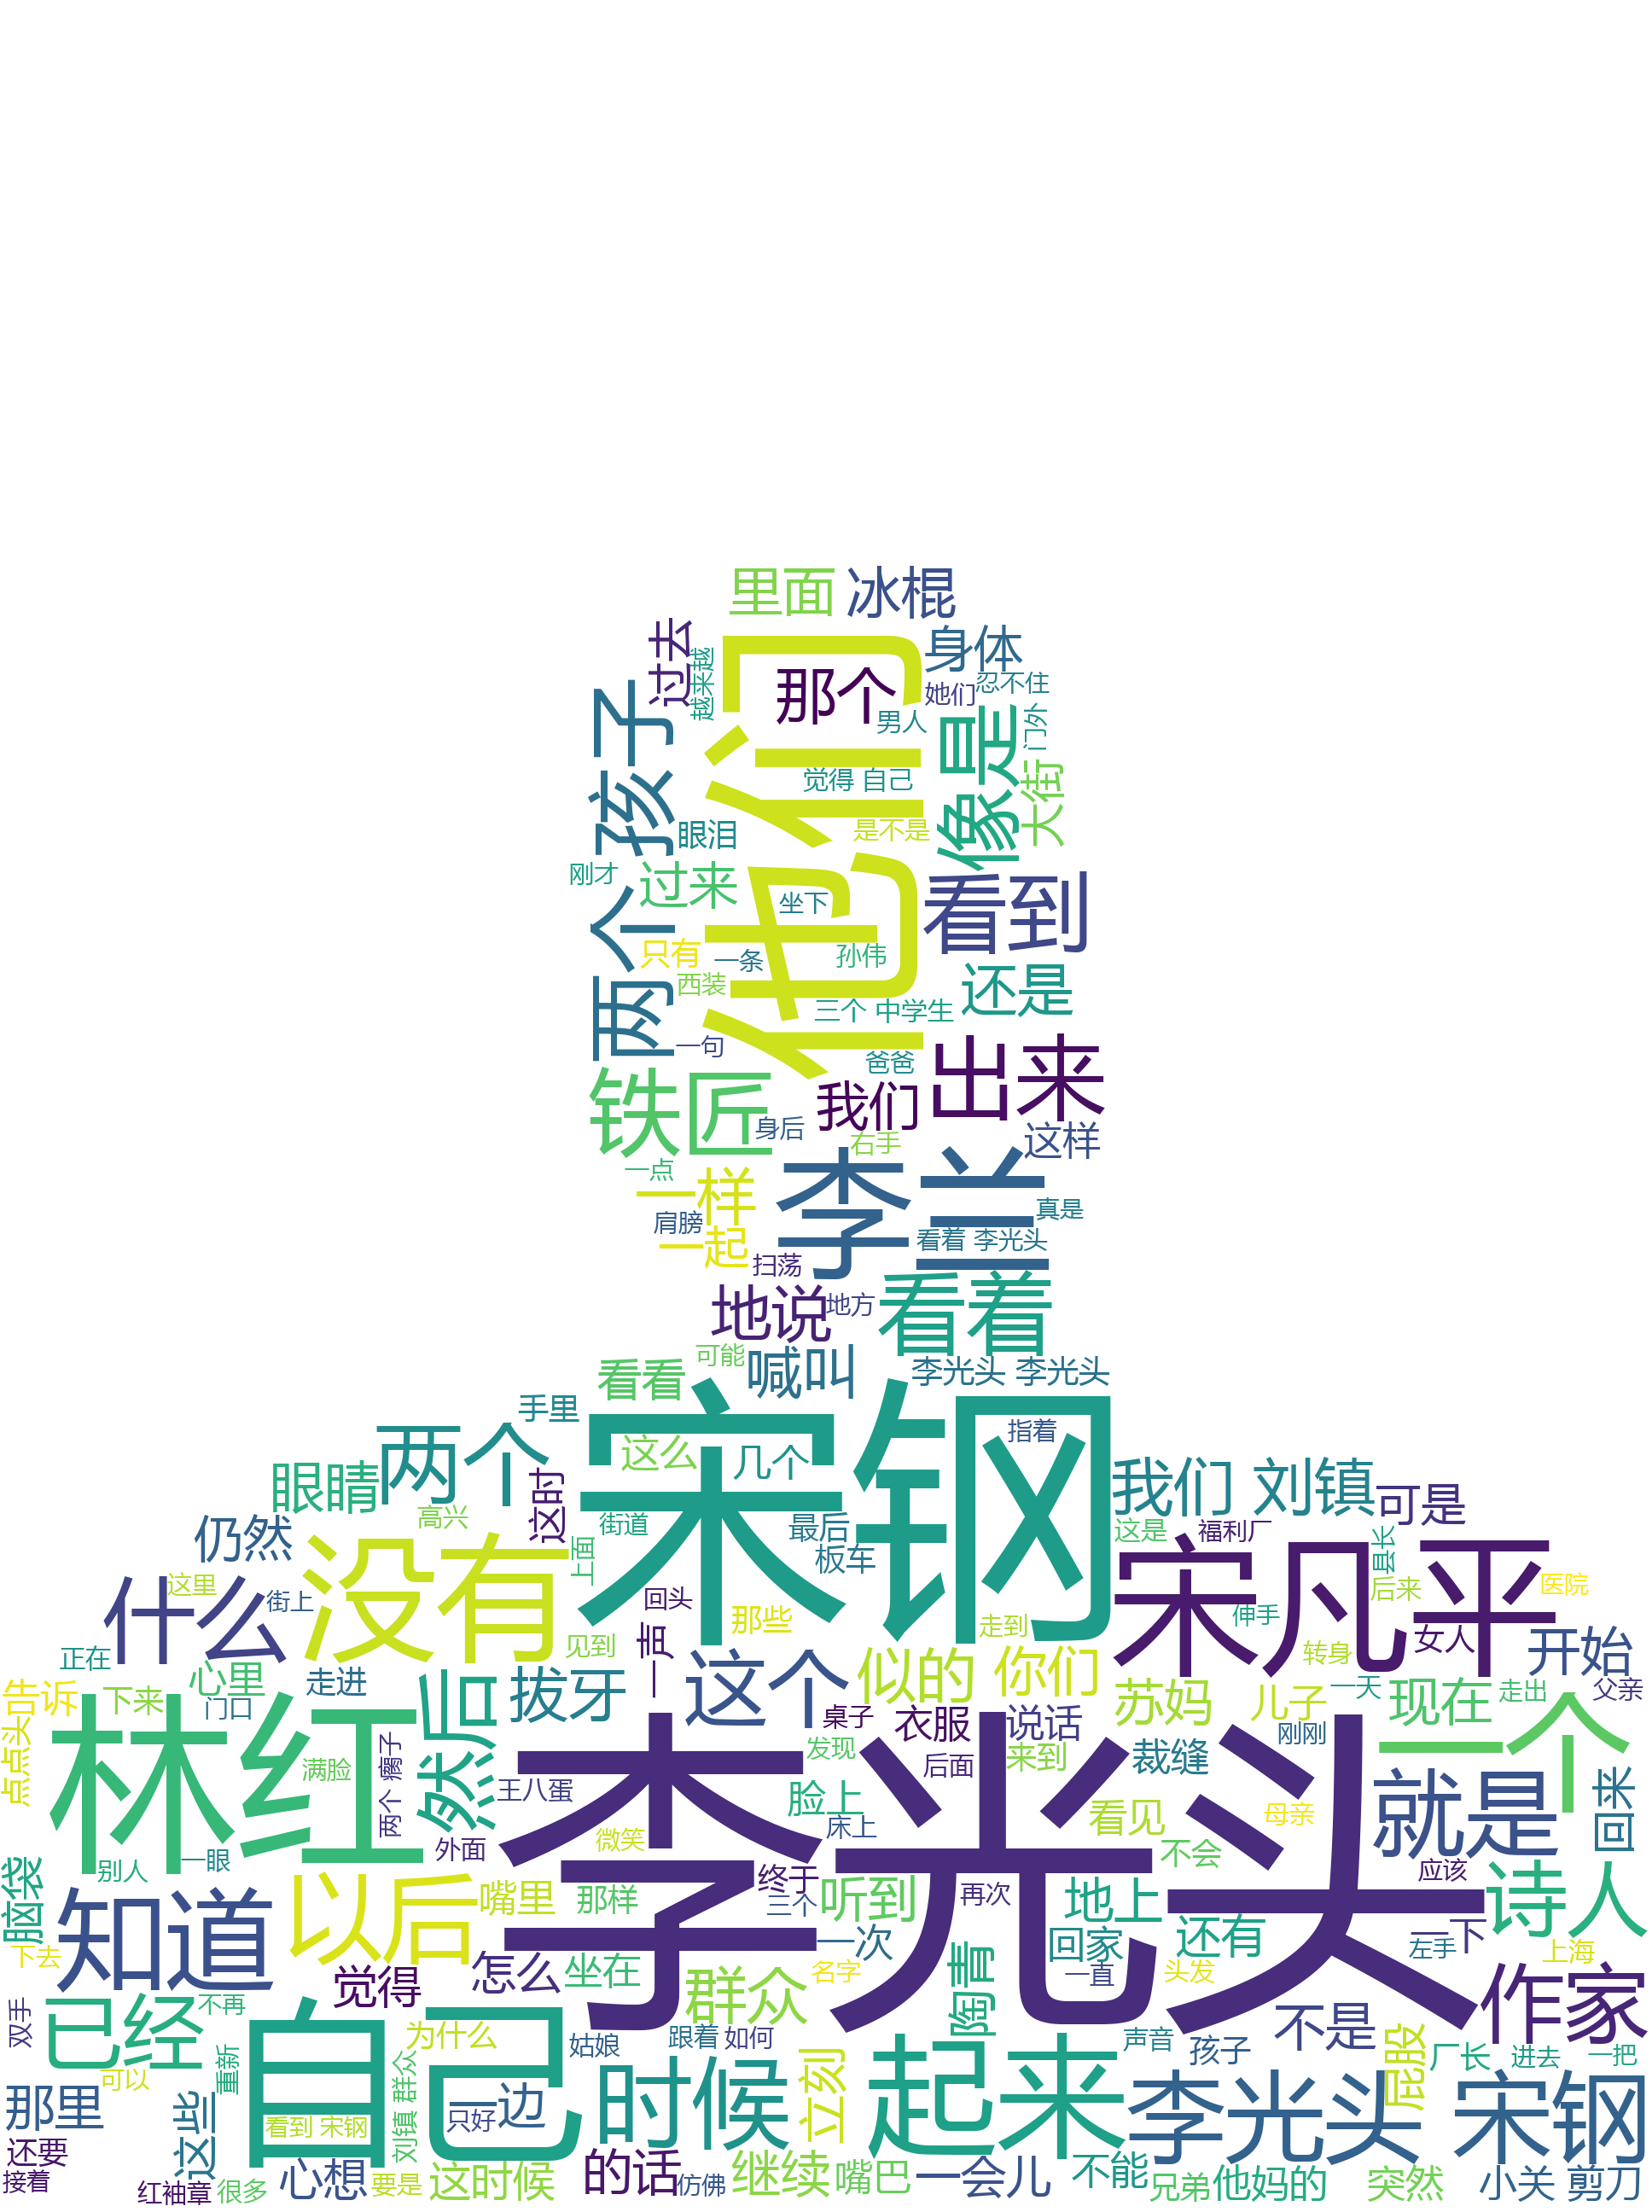 里面 冰棍
过去 身体
越来越 那个 她们 忍不住
孩子 他们 男人 像是 门外
觉得 自己 大街
眼泪 是不是
刚才 过来 坐下 看到
两个 只有 一条 孙伟 还是
西装 三个 中学生
一句 爸爸 出来
铁匠 身后 我们 这样
一点 右手
一样 李兰 真是
肩膀 一起 看着 李光头
扫荡
地说 地方 看着
可能 喊叫 李光头 李光头
看看 宋钢
手里 指着
两个 这么 几个 我们 刘镇
眼睛 这时 可是
仍然 高兴 街道 最后 这是 福利厂
上面 板车 县长
什么 这里 街上 没有 回头 宋凡平 后来 医院
那些 走到 伸手
正在 见到 一声 转身 女人 开始
心里 走进 拔牙 这个 似的 你们
告诉 下来 门口 然后 苏妈 儿子 一天 现在 走出 父亲
点点头 桌子 衣服 说话 刚刚 一个
林红 满脸 两个 瘸子 发现 后面 来到 裁缝
王八蛋 李光头 脸上 看见 母亲 就是 回来
外面 微笑 床上 不会
别人 一眼 终于 应该
脑袋 知道 以后 嘴里 那样 三个 听到 再次 地上 诗人
下去 一次 回家 还有 一下 左手 上海
觉得 怎么 坐在 群众 名字 陶青 一直 头发 作家
双手 已经 不再 自己 为什么 姑娘 跟着 如何 声音 孩子 不是
重新 刘镇 群众 时候 立刻 起来 屁股 厂长 进去 一把
可以 那里 这些 看到 宋钢 只好 一边 李光头 宋钢
还要
接着 红袖章 很多 心想 要是 这时候 的话 仿佛 继续 嘴巴 一会儿 不能 兄弟 他妈的 突然 小关 剪刀